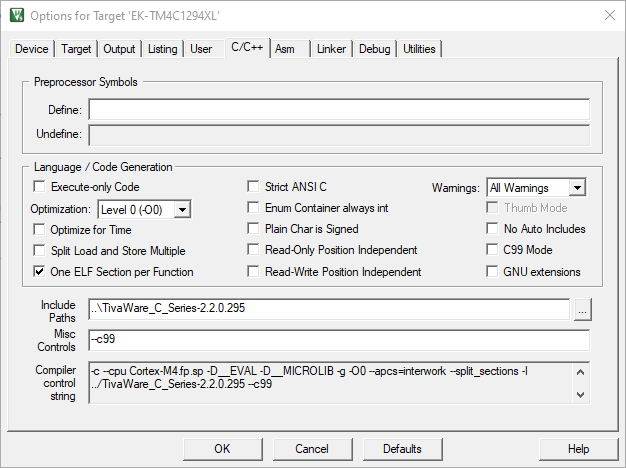 Options for Target 'EK-TM4C1294XL'
Device Target Output Listing User C/C++ Asm Linker Debug Utilities
Preprocessor Symbols
Define:
Undefine:
Language / Code Generation
Execute-only Code Strict ANSI C Warnings: All Warnings
Optimization: Level 0 (-O0) Enum Container always int Thumb Mode
Optimize for Time Plain Char is Signed No Auto Includes
Split Load and Store Multiple Read-Only Position Independent C99 Mode
One ELF Section per Function Read-Write Position Independent GNU extensions
Include Paths ..\TivaWare_C_Series-2.2.0.295 ...
Misc Controls --c99
Compiler control string -c --cpu Cortex-M4.fp.sp -D__EVAL -D__MICROLIB -g -O0 --apcs=interwork --split_sections -I
../TivaWare_C_Series-2.2.0.295 --c99
OK Cancel Defaults Help